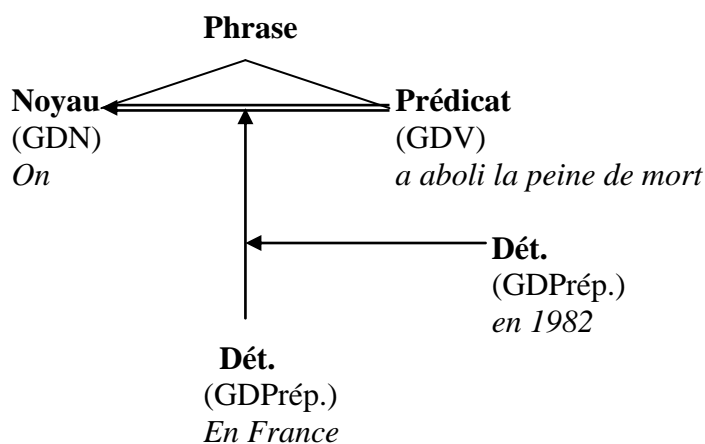 Phrase
Noyau
(GDN)
On
Prédicat
(GDV)
a aboli la peine de mort
Dét.
(GDPrép.)
en 1982
Dét.
(GDPrép.)
En France